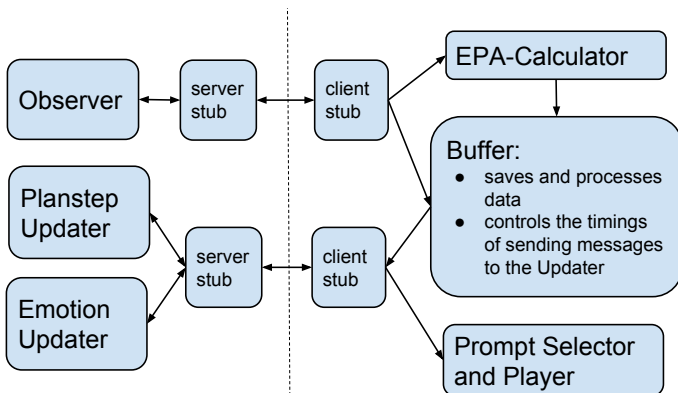 Observer
server
stub
client
stub
EPA-Calculator
Buffer:
● saves and processes
data
● controls the timings
of sending messages
to the Updater
Planstep
Updater
Emotion
Updater
server
stub
client
stub
Prompt Selector
and Player